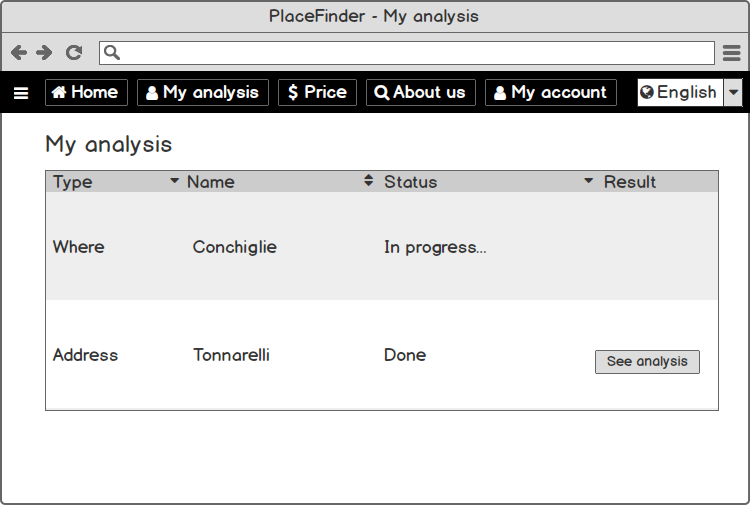 PlaceFinder - My analysis
Home My analysis $ Price About us My account English
My analysis
Type Name Status Result
Where Conchiglie In progress...
Address Tonnarelli Done See analysis